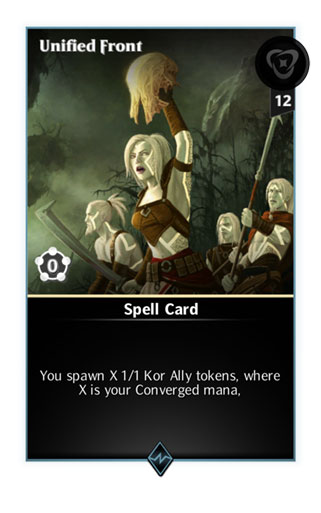 Unified Front
12
0
Spell Card
You spawn X 1/1 Kor Ally tokens, where
X is your Converged mana,